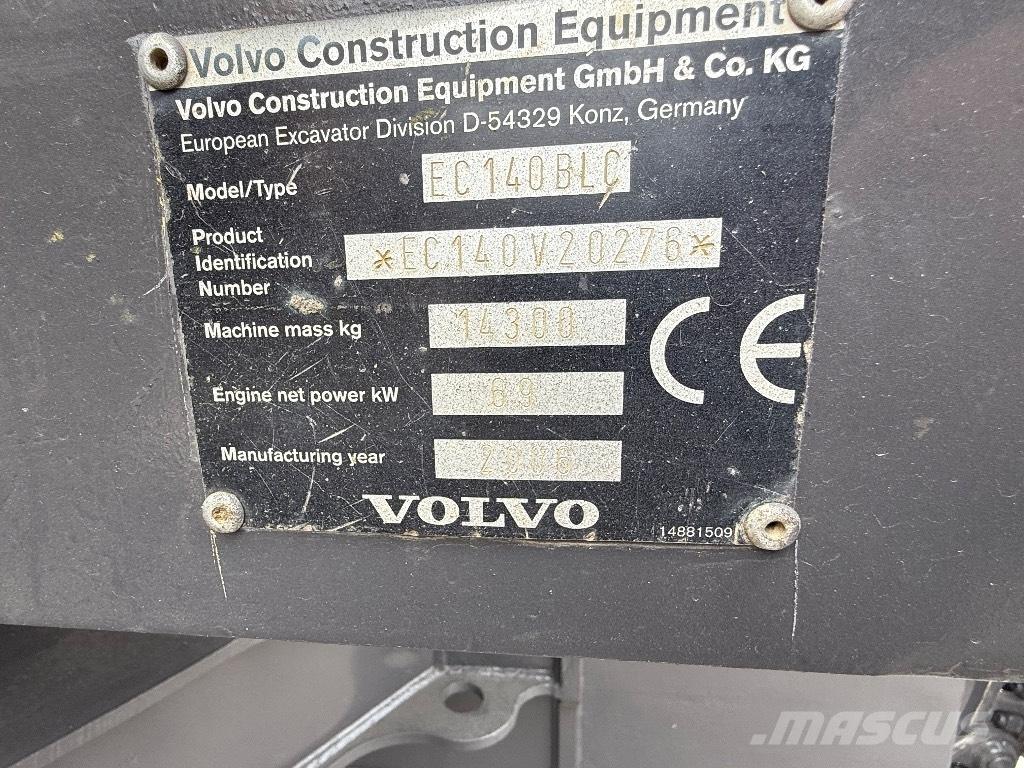 Volvo Construction Equipment
Volvo Construction Equipment GmbH & Co. KG
European Excavator Division D-54329 Konz, Germany
Model/Type EC140BLC
Product
Identification *EC140V20276*
Number
Machine mass kg 14300
Engine net power kW 69
Manufacturing year 2006
CE
VOLVO
14881509
MASCUS